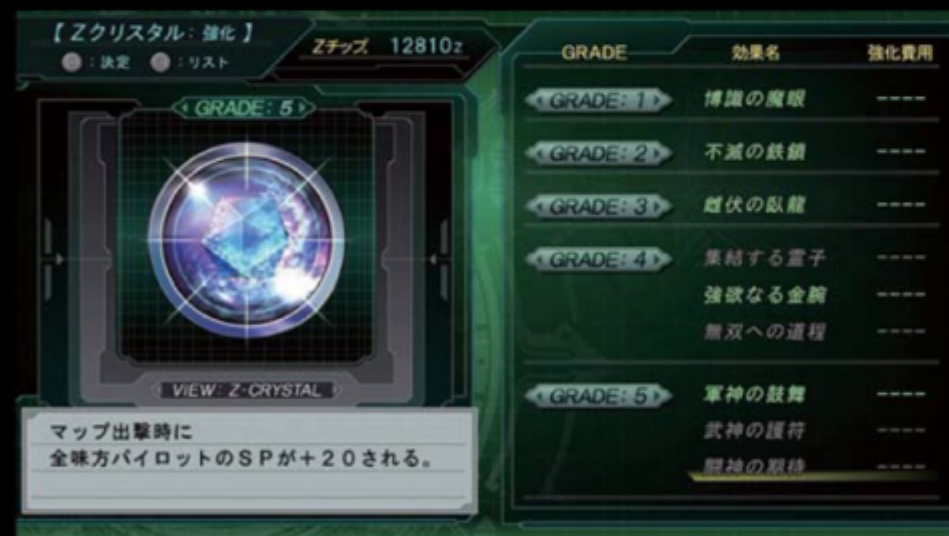 【 Zクリスタル: 強化 】
: 決定 : リスト
Zチップ 12810z
GRADE: 5
VIEW: Z-CRYSTAL
マップ出撃時に
全味方パイロットのSPが+20される。
GRADE 効果名 強化費用
GRADE: 1 博識の魔眼 ----
GRADE: 2 不滅の鉄鎖 ----
GRADE: 3 雌伏の臥龍 ----
GRADE: 4 集結する霊子 ----
強欲なる金腕 ----
無双への道程 ----
GRADE: 5 軍神の鼓舞 ----
武神の護符 ----
闘神の期待 ----